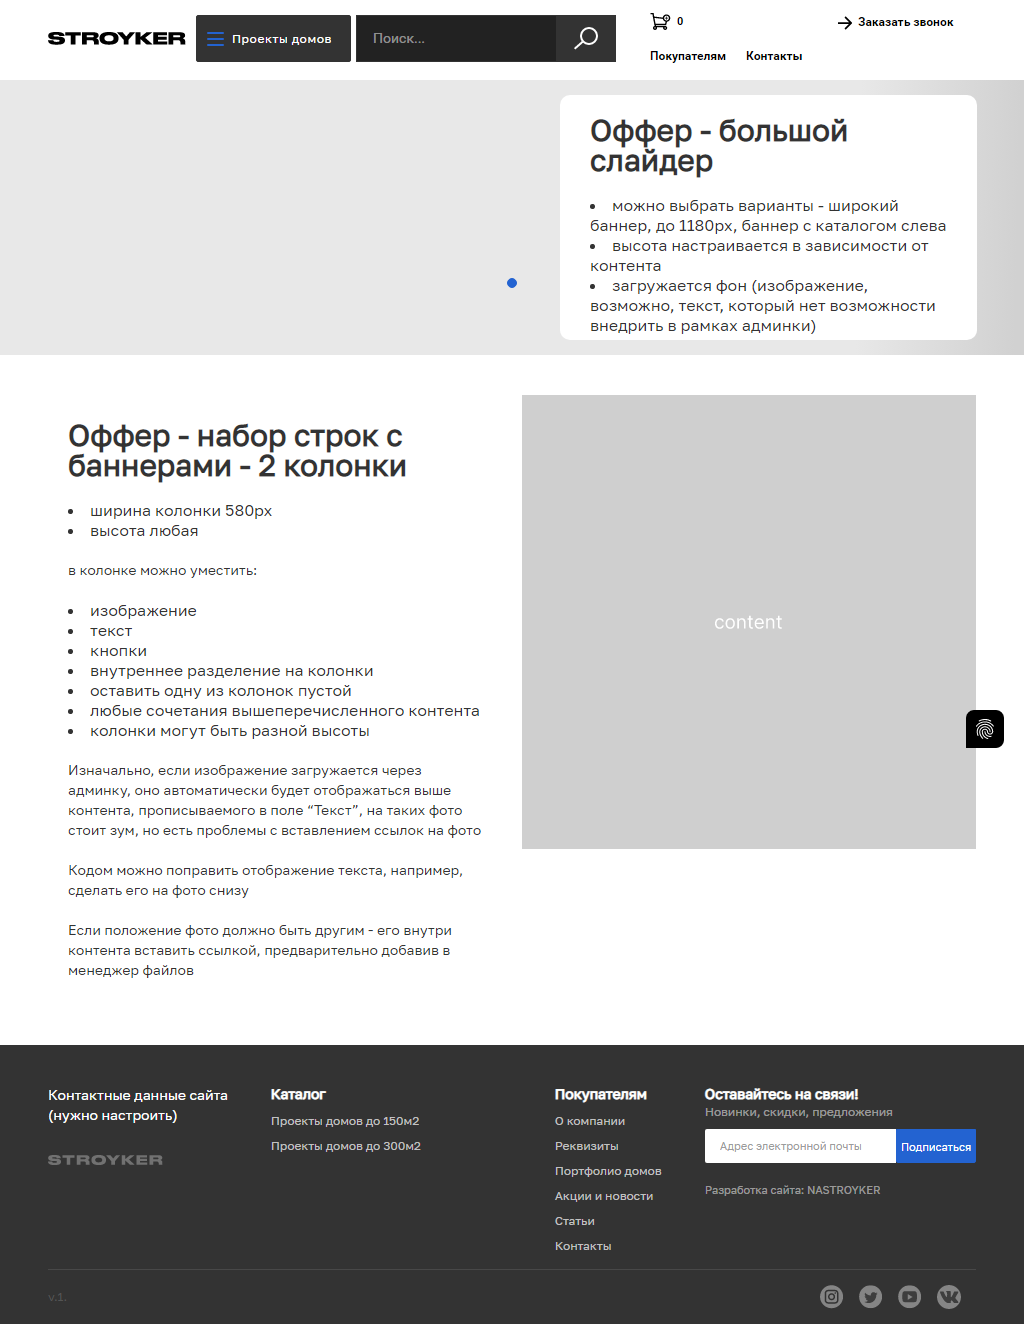 STROYKER
Проекты домов
Поиск...
0
Заказать звонок
Покупателям
Контакты
Оффер - большой
слайдер
• можно выбрать варианты - широкий
баннер, до 1180px, баннер с каталогом слева
• высота настраивается в зависимости от
контента
• загружается фон (изображение,
возможно, текст, который нет возможности
внедрить в рамках админки)
Оффер - набор строк с
баннерами - 2 колонки
• ширина колонки 580px
• высота любая
в колонке можно уместить:
• изображение
• текст
• кнопки
• внутреннее разделение на колонки
• оставить одну из колонок пустой
• любые сочетания вышеперечисленного контента
• колонки могут быть разной высоты
Изначально, если изображение загружается через
админку, оно автоматически будет отображаться выше
контента, прописываемого в поле “Текст”, на таких фото
стоит зум, но есть проблемы с вставлением ссылок на фото
Кодом можно поправить отображение текста, например,
сделать его на фото снизу
Если положение фото должно быть другим - его внутри
контента вставить ссылкой, предварительно добавив в
менеджер файлов
content
Контактные данные сайта
(нужно настроить)
STROYKER
Каталог
Проекты домов до 150м2
Проекты домов до 300м2
Покупателям
О компании
Реквизиты
Портфолио домов
Акции и новости
Статьи
Контакты
Оставайтесь на связи!
Новинки, скидки, предложения
Адрес электронной почты
Подписаться
Разработка сайта: NASTROYKER
v.1.